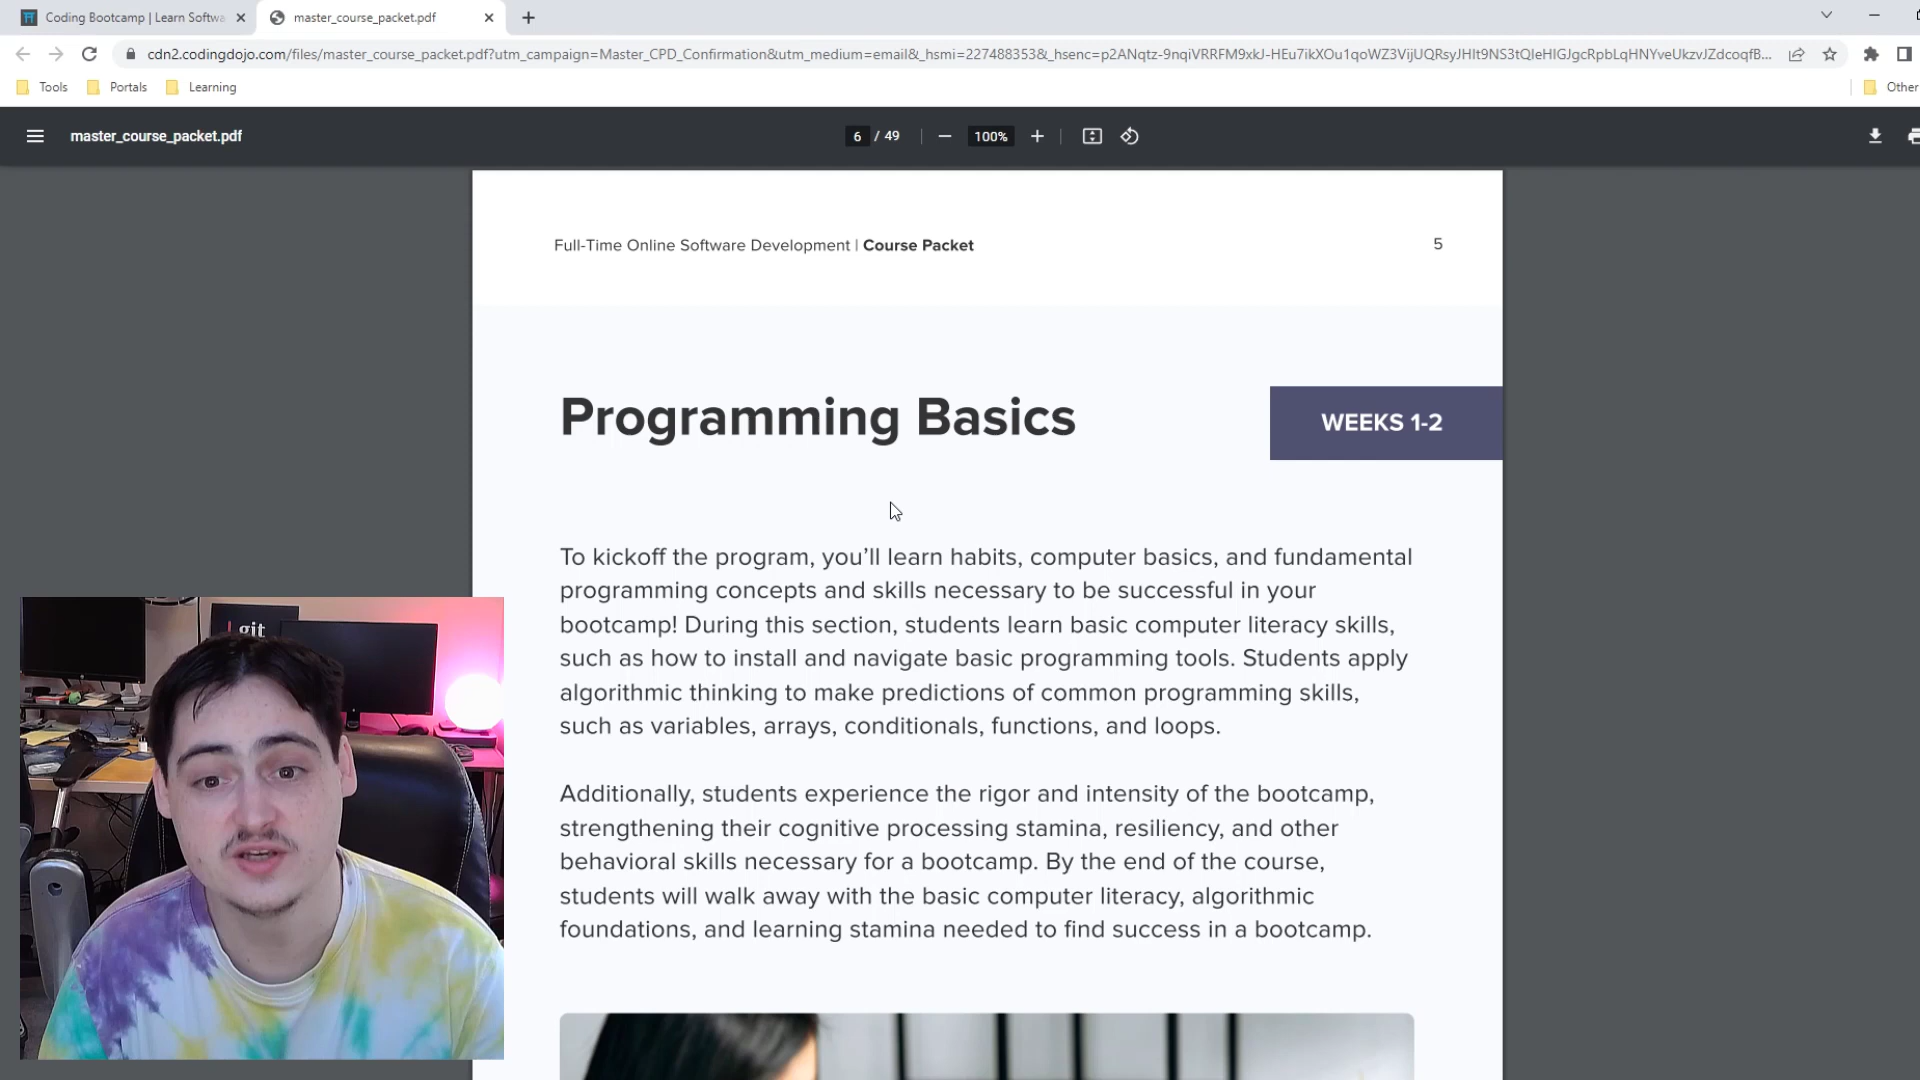 Coding Bootcamp | Learn Softwa
master_course_packet.pdf
cdn2.codingdojo.com/files/master_course_packet.pdf?utm_campaign=Master_CPD_Confirmation&utm_medium=email&_hsmi=227488353&_hsenc=p2ANqtz-9nqiVRRFM9xkJ-HEu7ikXOu1qoWZ3VijUQRsyJHIt9NS3tQIeHIGJgcRpbLqHNYveUkzvJZdcoqfB...
Tools
Portals
Learning
Other
master_course_packet.pdf
6 / 49
100%
Full-Time Online Software Development | Course Packet
5
Programming Basics
WEEKS 1-2
To kickoff the program, you’ll learn habits, computer basics, and fundamental
programming concepts and skills necessary to be successful in your
bootcamp! During this section, students learn basic computer literacy skills,
such as how to install and navigate basic programming tools. Students apply
algorithmic thinking to make predictions of common programming skills,
such as variables, arrays, conditionals, functions, and loops.
Additionally, students experience the rigor and intensity of the bootcamp,
strengthening their cognitive processing stamina, resiliency, and other
behavioral skills necessary for a bootcamp. By the end of the course,
students will walk away with the basic computer literacy, algorithmic
foundations, and learning stamina needed to find success in a bootcamp.
git